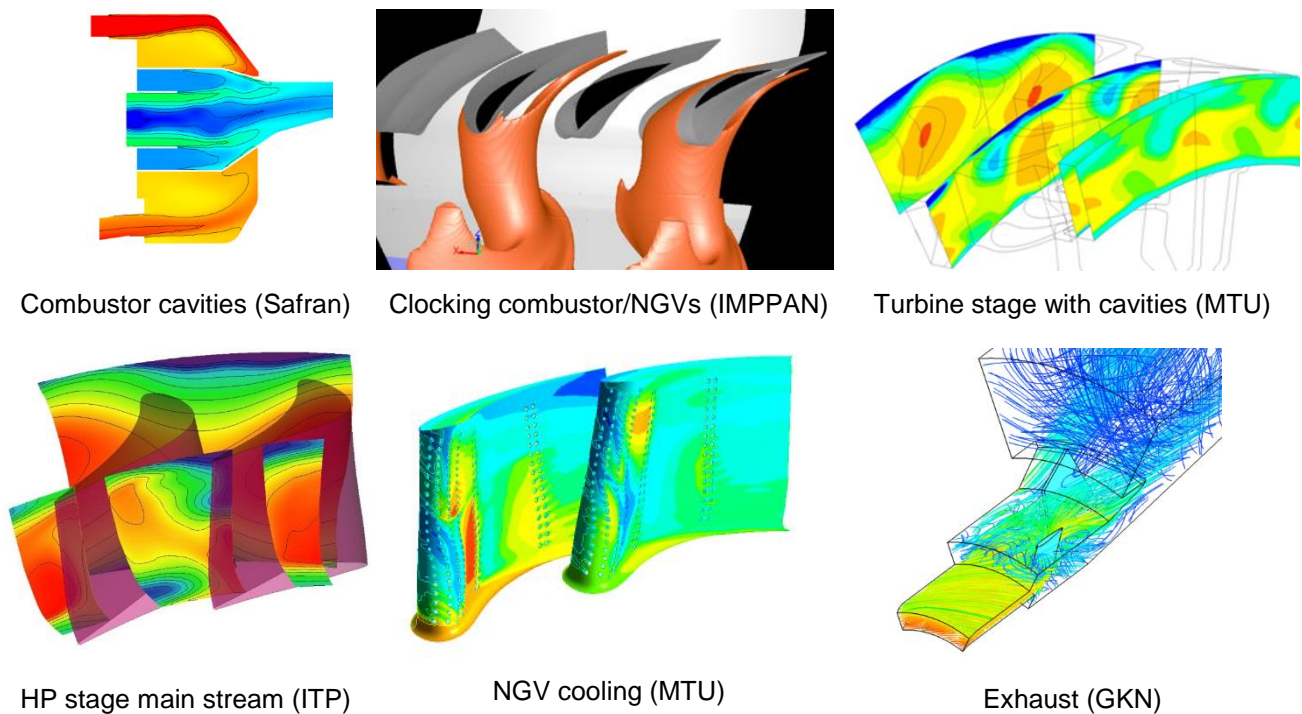 Combustor cavities (Safran)
Clocking combustor/NGVs (IMPPAN)
Turbine stage with cavities (MTU)
HP stage main stream (ITP)
NGV cooling (MTU)
Exhaust (GKN)